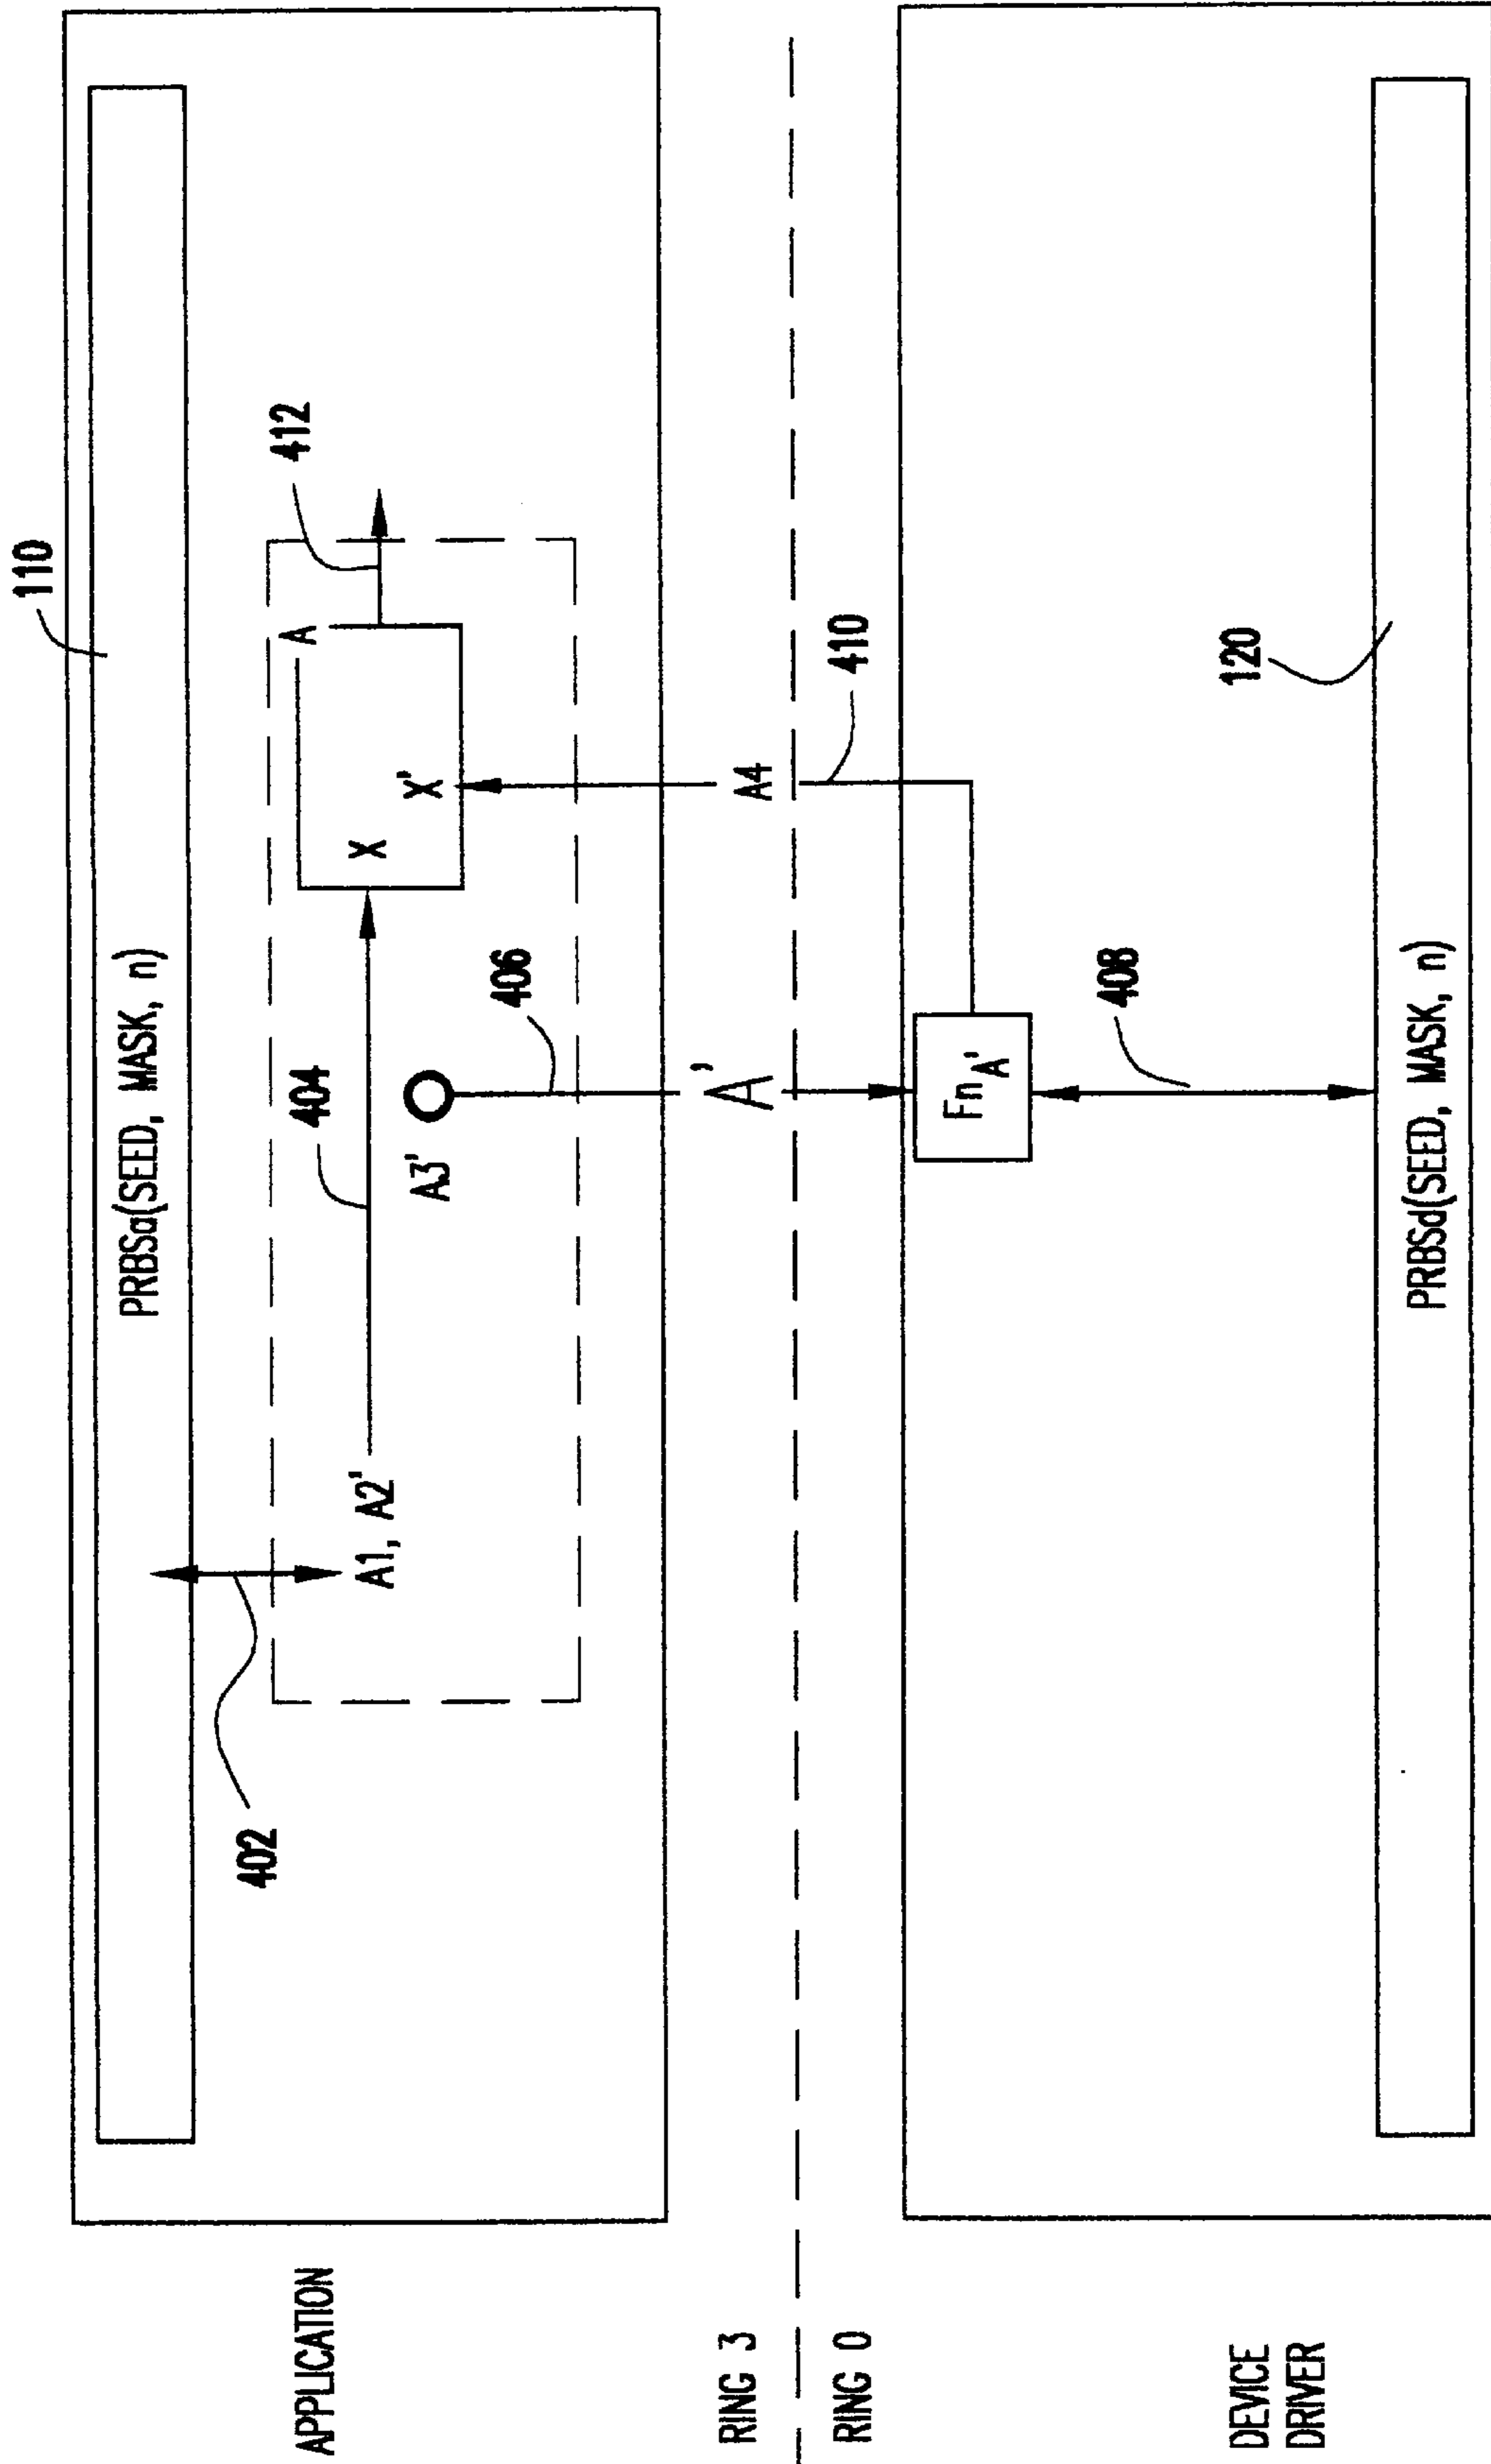 110
PRBSa(SEED, MASK, n)
402
A1, A2'
404
A3'
406
X
X'
A
412
APPLICATION
A'
A4
RING 3
RING 0
410
Fn A'
408
120
DEVICE
DRIVER
PRBSd(SEED, MASK, n)